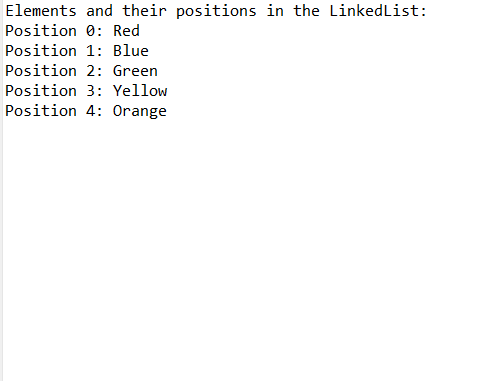 Elements and their positions in the LinkedList:
Position 0: Red
Position 1: Blue
Position 2: Green
Position 3: Yellow
Position 4: Orange